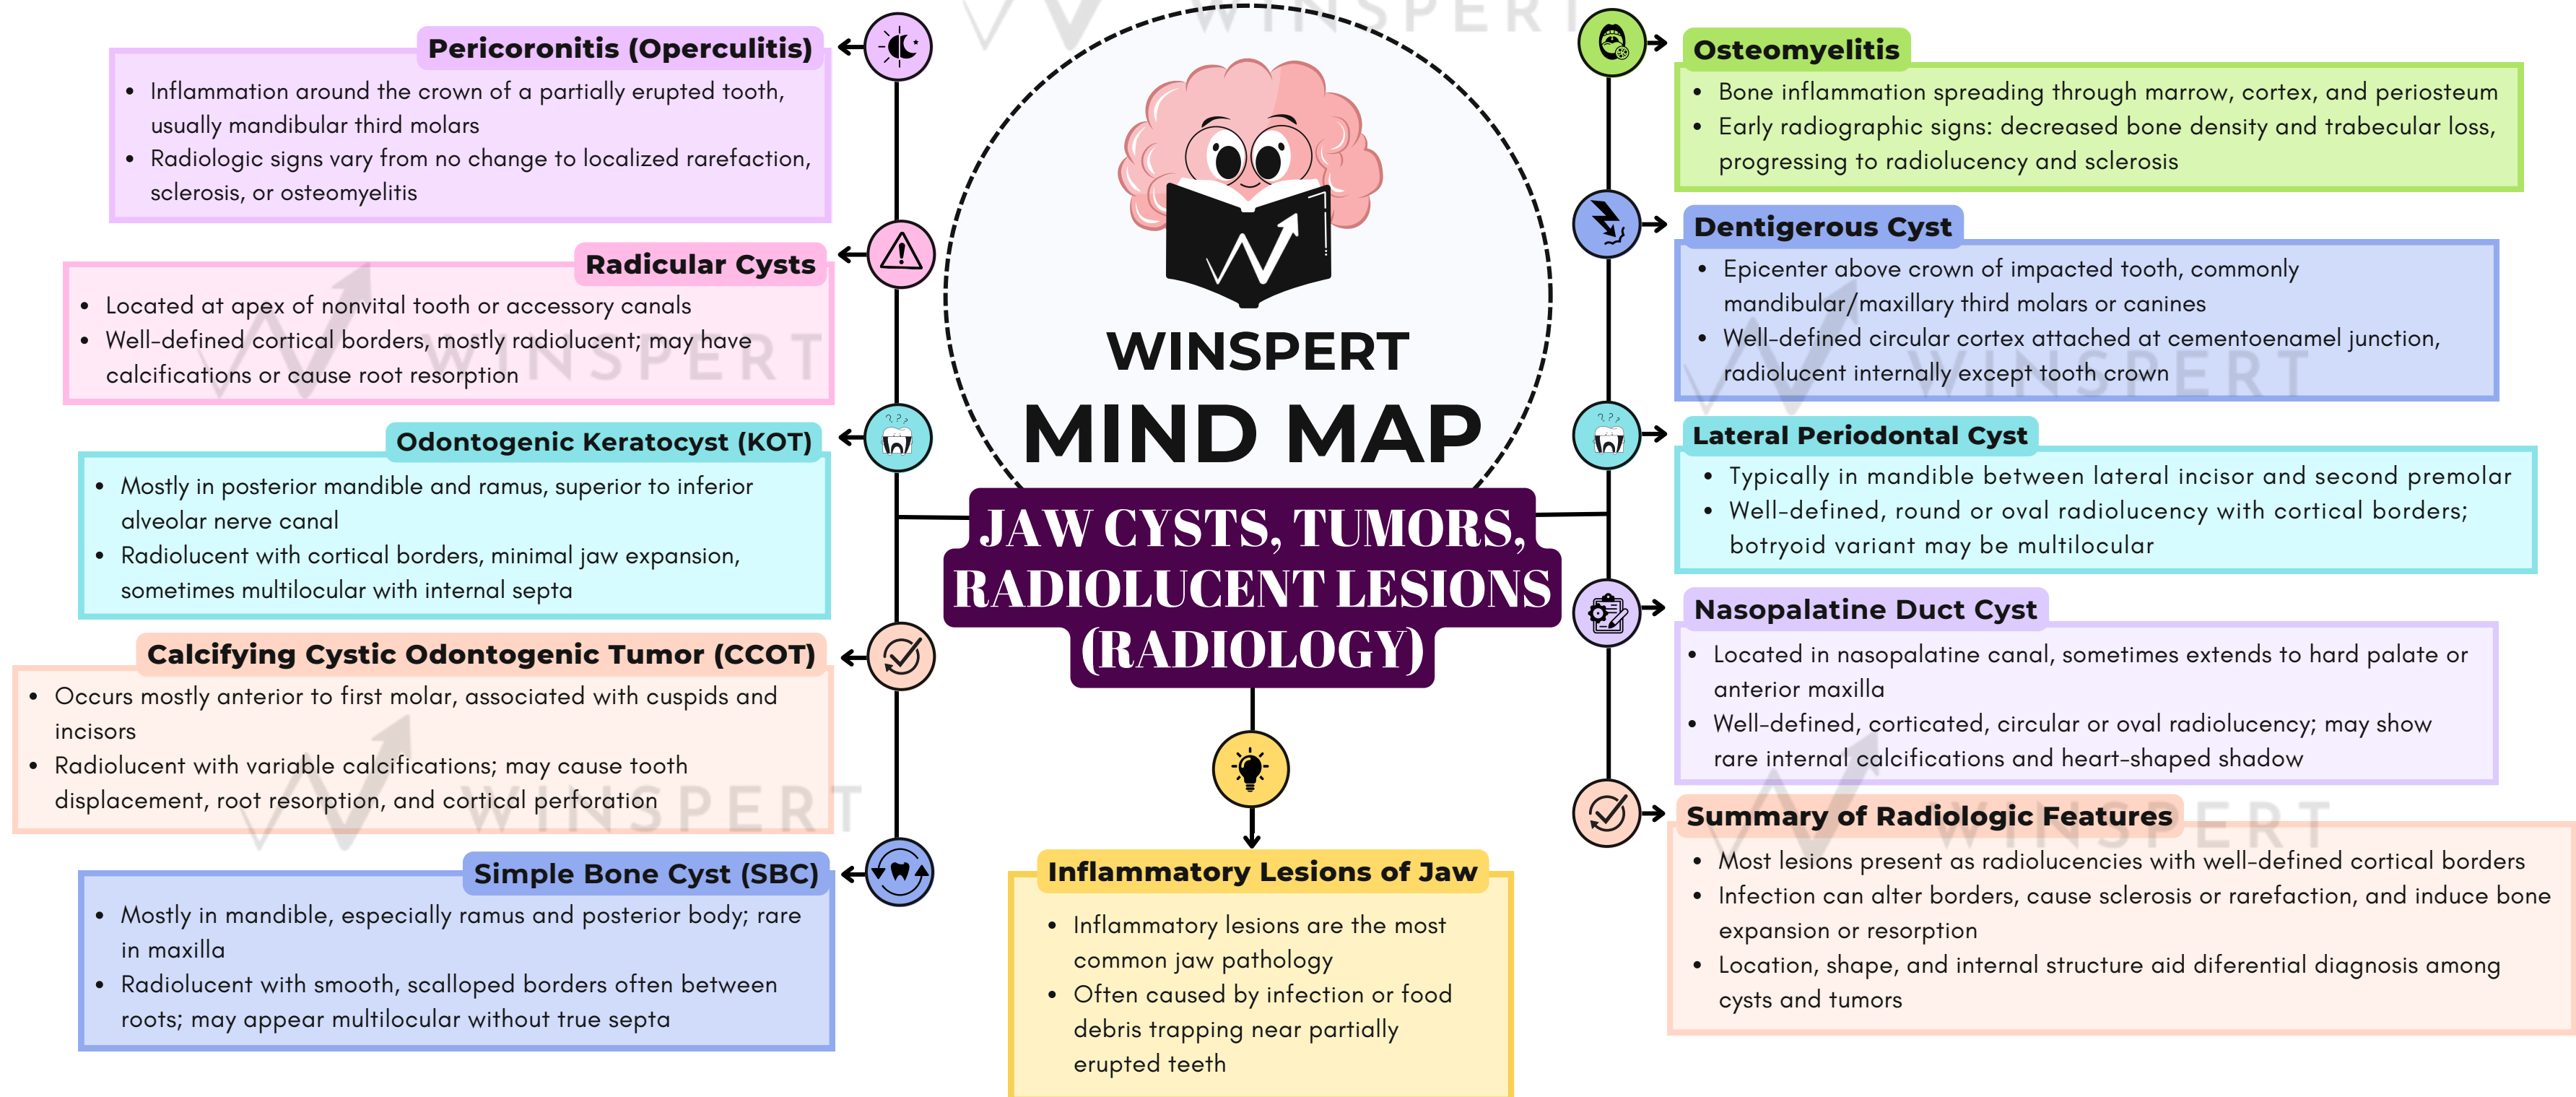 WINSPERT
Pericoronitis (Operculitis)
• Inflammation around the crown of a partially erupted tooth,
usually mandibular third molars
• Radiologic signs vary from no change to localized rarefaction,
sclerosis, or osteomyelitis
Radicular Cysts
• Located at apex of nonvital tooth or accessory canals
• Well-defined cortical borders, mostly radiolucent; may have
calcifications or cause root resorption
WINSPERT
Odontogenic Keratocyst (KOT)
• Mostly in posterior mandible and ramus, superior to inferior
alveolar nerve canal
• Radiolucent with cortical borders, minimal jaw expansion,
sometimes multilocular with internal septa
Calcifying Cystic Odontogenic Tumor (CCOT)
• Occurs mostly anterior to first molar, associated with cuspids and
incisors
• Radiolucent with variable calcifications; may cause tooth
displacement, root resorption, and cortical perforation
WINSPERT
Simple Bone Cyst (SBC)
• Mostly in mandible, especially ramus and posterior body; rare
in maxilla
• Radiolucent with smooth, scalloped borders often between
roots; may appear multilocular without true septa
WINSPERT
MIND MAP
JAW CYSTS, TUMORS,
RADIOLUCENT LESIONS
(RADIOLOGY)
Inflammatory Lesions of Jaw
• Inflammatory lesions are the most
common jaw pathology
• Often caused by infection or food
debris trapping near partially
erupted teeth
Osteomyelitis
• Bone inflammation spreading through marrow, cortex, and periosteum
• Early radiographic signs: decreased bone density and trabecular loss,
progressing to radiolucency and sclerosis
Dentigerous Cyst
• Epicenter above crown of impacted tooth, commonly
mandibular/maxillary third molars or canines
• Well-defined circular cortex attached at cementoenamel junction,
radiolucent internally except tooth crown
WINSPERT
Lateral Periodontal Cyst
• Typically in mandible between lateral incisor and second premolar
• Well-defined, round or oval radiolucency with cortical borders;
botryoid variant may be multilocular
Nasopalatine Duct Cyst
• Located in nasopalatine canal, sometimes extends to hard palate or
anterior maxilla
• Well-defined, corticated, circular or oval radiolucency; may show
rare internal calcifications and heart-shaped shadow
WINSPERT
Summary of Radiologic Features
• Most lesions present as radiolucencies with well-defined cortical borders
• Infection can alter borders, cause sclerosis or rarefaction, and induce bone
expansion or resorption
• Location, shape, and internal structure aid diferential diagnosis among
cysts and tumors